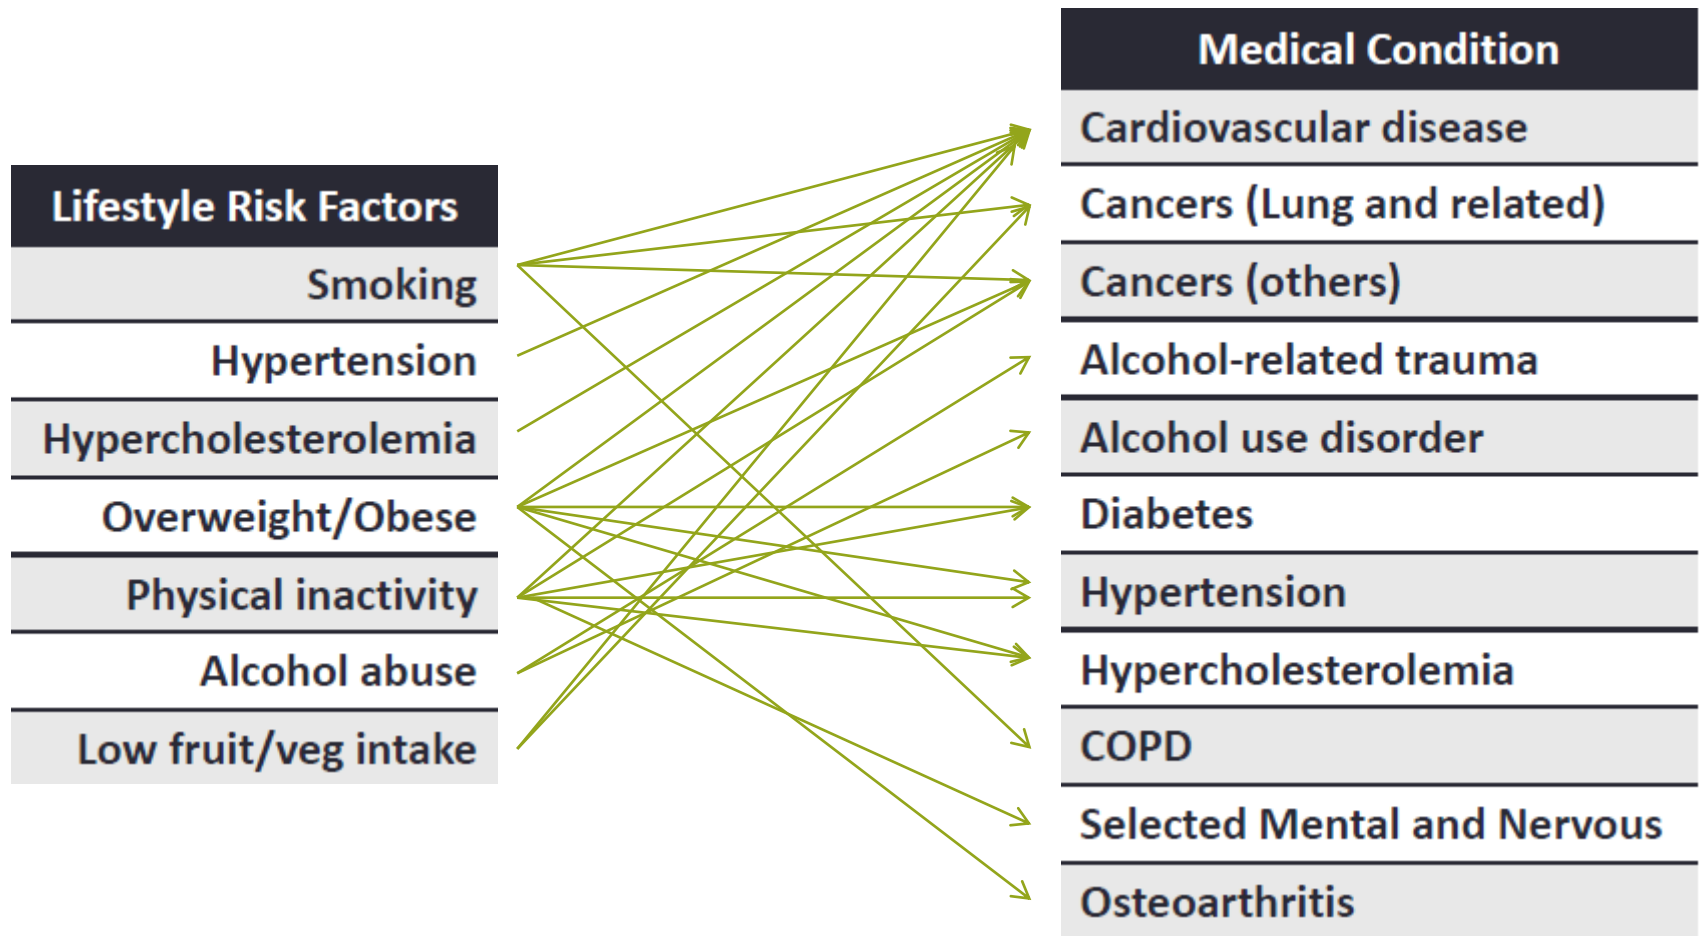 Lifestyle Risk Factors
Smoking
Hypertension
Hypercholesterolemia
Overweight/Obese
Physical inactivity
Alcohol abuse
Low fruit/veg intake
Medical Condition
Cardiovascular disease
Cancers (Lung and related)
Cancers (others)
Alcohol-related trauma
Alcohol use disorder
Diabetes
Hypertension
Hypercholesterolemia
COPD
Selected Mental and Nervous
Osteoarthritis